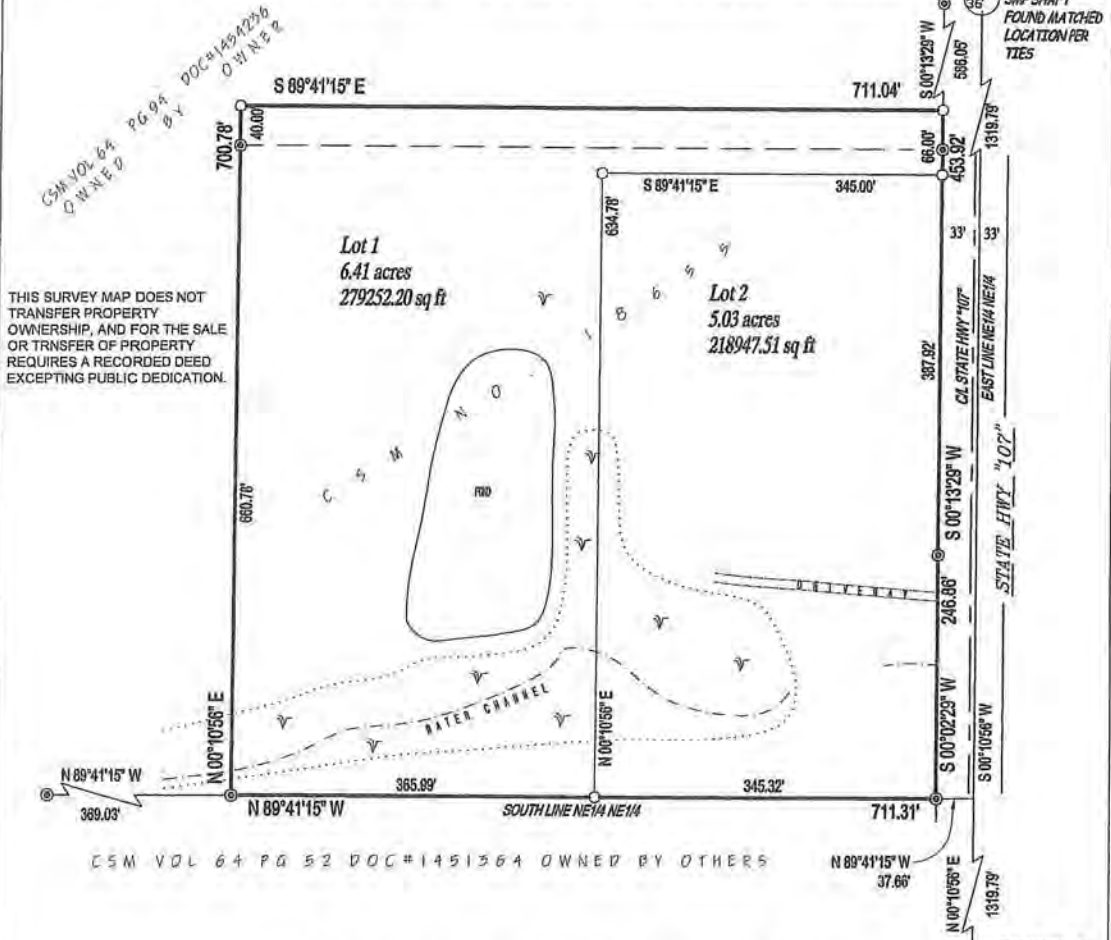 SMP SHAFT
FOUND MATCHED
LOCATION PER
TIES
36
S 00°13'29" W
586.05'
1319.79'
CSM VOL 64 PG 94 DOC#1454236
OWNED BY OWNER
S 89°41'15" E
711.04'
700.78'
40.00'
66.00'
453.92'
S 89°41'15" E
345.00'
634.78'
33'
33'
Lot 1
6.41 acres
279252.20 sq ft
Lot 2
5.03 acres
218947.51 sq ft
THIS SURVEY MAP DOES NOT
TRANSFER PROPERTY
OWNERSHIP, AND FOR THE SALE
OR TRNSFER OF PROPERTY
REQUIRES A RECORDED DEED
EXCEPTING PUBLIC DEDICATION.
C/L STATE HWY "107"
EAST LINE NE1/4 NE1/4
387.92'
CSM NO 18655
660.78'
S 00°13'29" W
STATE HWY "107"
DRIVEWAY
246.86'
WATER CHANNEL
N 00°10'56" E
N 00°10'56" E
S 00°02'29" W
S 00°10'56" W
N 89°41'15" W
369.03'
N 89°41'15" W
365.99'
SOUTH LINE NE1/4 NE1/4
345.32'
711.31'
CSM VOL 64 PG 52 DOC#1451364 OWNED BY OTHERS
N 89°41'15" W
37.66'
N 00°10'56" E
1319.79'